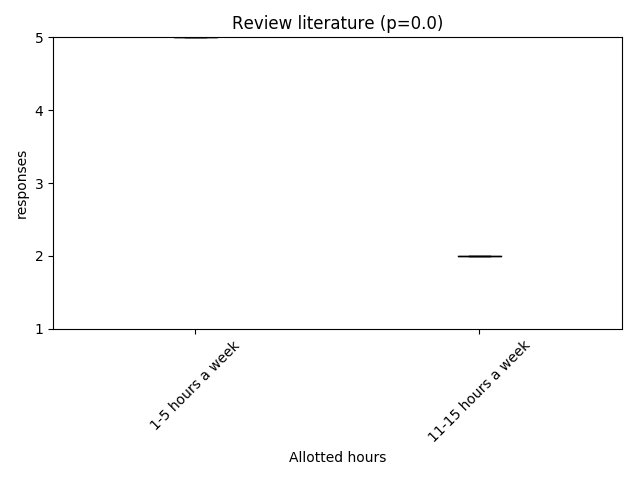 Review literature (p=0.0)
5
4
3
2
1
responses
1-5 hours a week
11-15 hours a week
Allotted hours